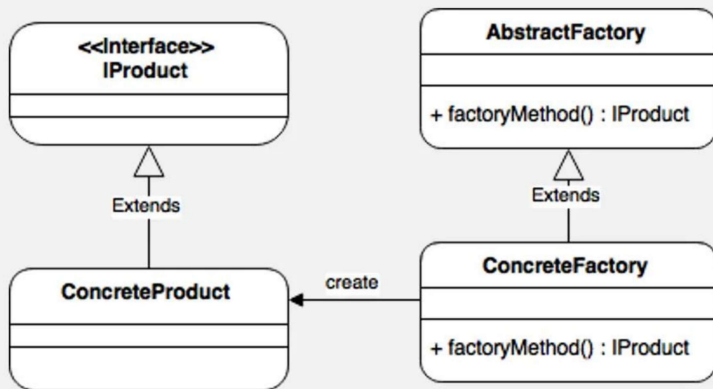 <<Interface>>
IProduct
AbstractFactory
+ factoryMethod() : IProduct
Extends
Extends
ConcreteProduct
create
ConcreteFactory
+ factoryMethod() : IProduct